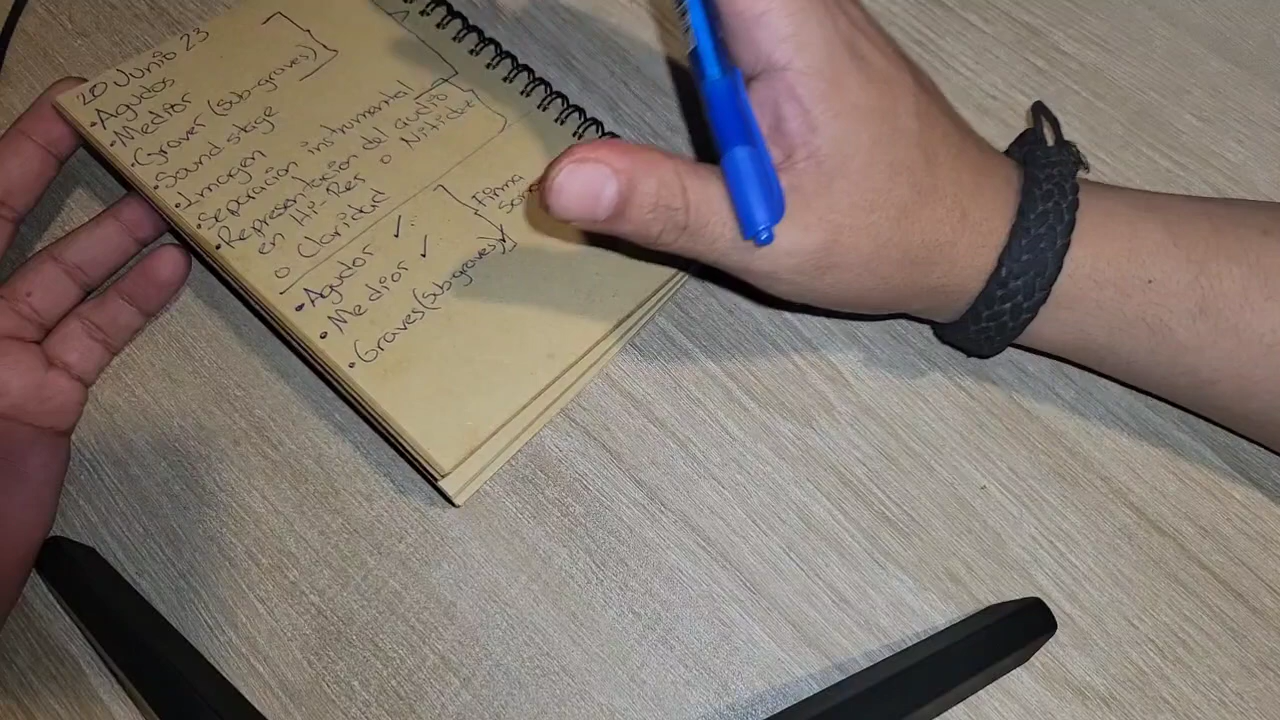 20 Junio 23
• Agudos
• Medios
• Graves (sub-graves)
• Sound stage
• Imagen
• Separación instrumental
• Representación del audio
en Hi-Res o Nitidez
o Claridad
• Agudos ✓
• Medios ✓
• Graves (sub graves) ✓
Firma